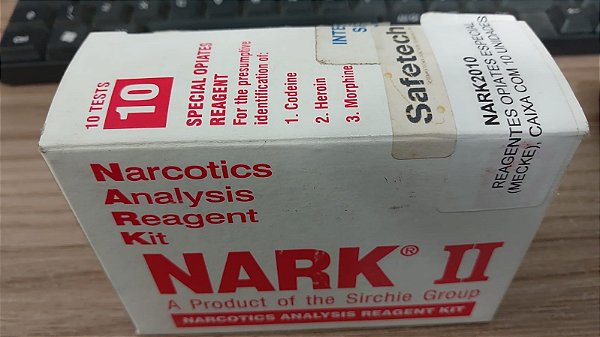 10 TESTS
10
SPECIAL OPIATES
REAGENT
For the presumptive
identification of:
1. Codeine
2. Heroin
3. Morphine
INTE
Safetech
NARK2010
REAGENTES OPIATES ESPECIAL
(MECKE), CAIXA COM 10 UNIDADES
Narcotics
Analysis
Reagent
Kit
NARK® II
A Product of the Sirchie Group
NARCOTICS ANALYSIS REAGENT KIT